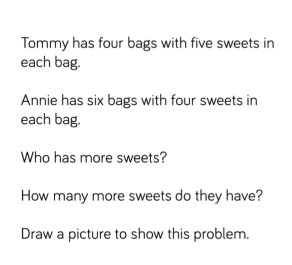 Tommy has four bags with five sweets in
each bag.
Annie has six bags with four sweets in
each bag.
Who has more sweets?
How many more sweets do they have?
Draw a picture to show this problem.